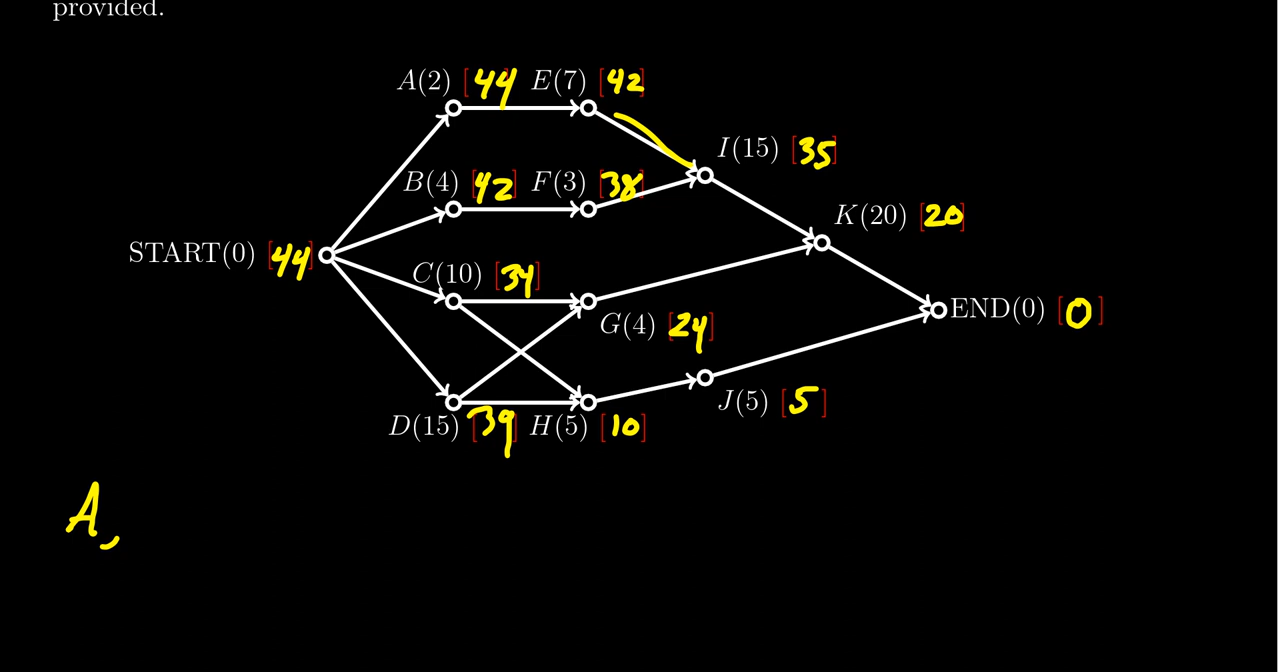 provided.
A(2) [44] E(7) [42]
I(15) [35]
B(4) [42] F(3) [38]
K(20) [20]
START(0) [44]
C(10) [34]
END(0) [0]
G(4) [24]
J(5) [5]
D(15) [39] H(5) [10]
A,